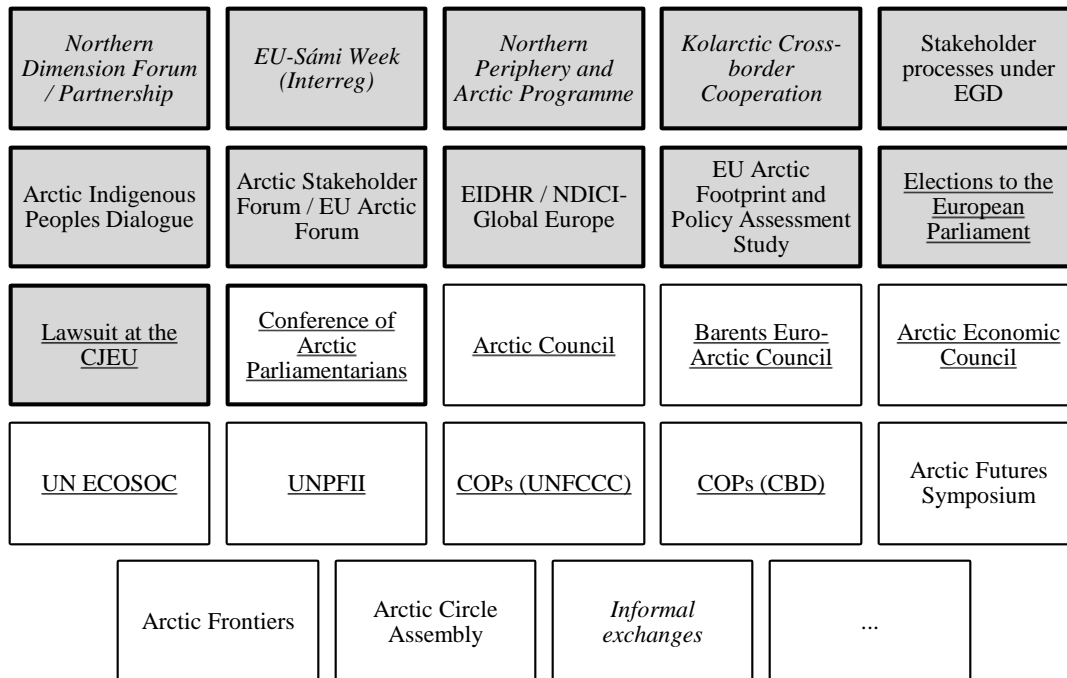 Northern
Dimension Forum
/ Partnership
EU-Sámi Week
(Interreg)
Northern
Periphery and
Arctic Programme
Kolarctic Cross-
border
Cooperation
Stakeholder
processes under
EGD
Arctic Indigenous
Peoples Dialogue
Arctic Stakeholder
Forum / EU Arctic
Forum
EIDHR / NDICI-
Global Europe
EU Arctic
Footprint and
Policy Assessment
Study
Elections to the
European
Parliament
Lawsuit at the
CJEU
Conference of
Arctic
Parliamentarians
Arctic Council
Barents Euro-
Arctic Council
Arctic Economic
Council
UN ECOSOC
UNPFII
COPs (UNFCCC)
COPs (CBD)
Arctic Futures
Symposium
Arctic Frontiers
Arctic Circle
Assembly
Informal
exchanges
...